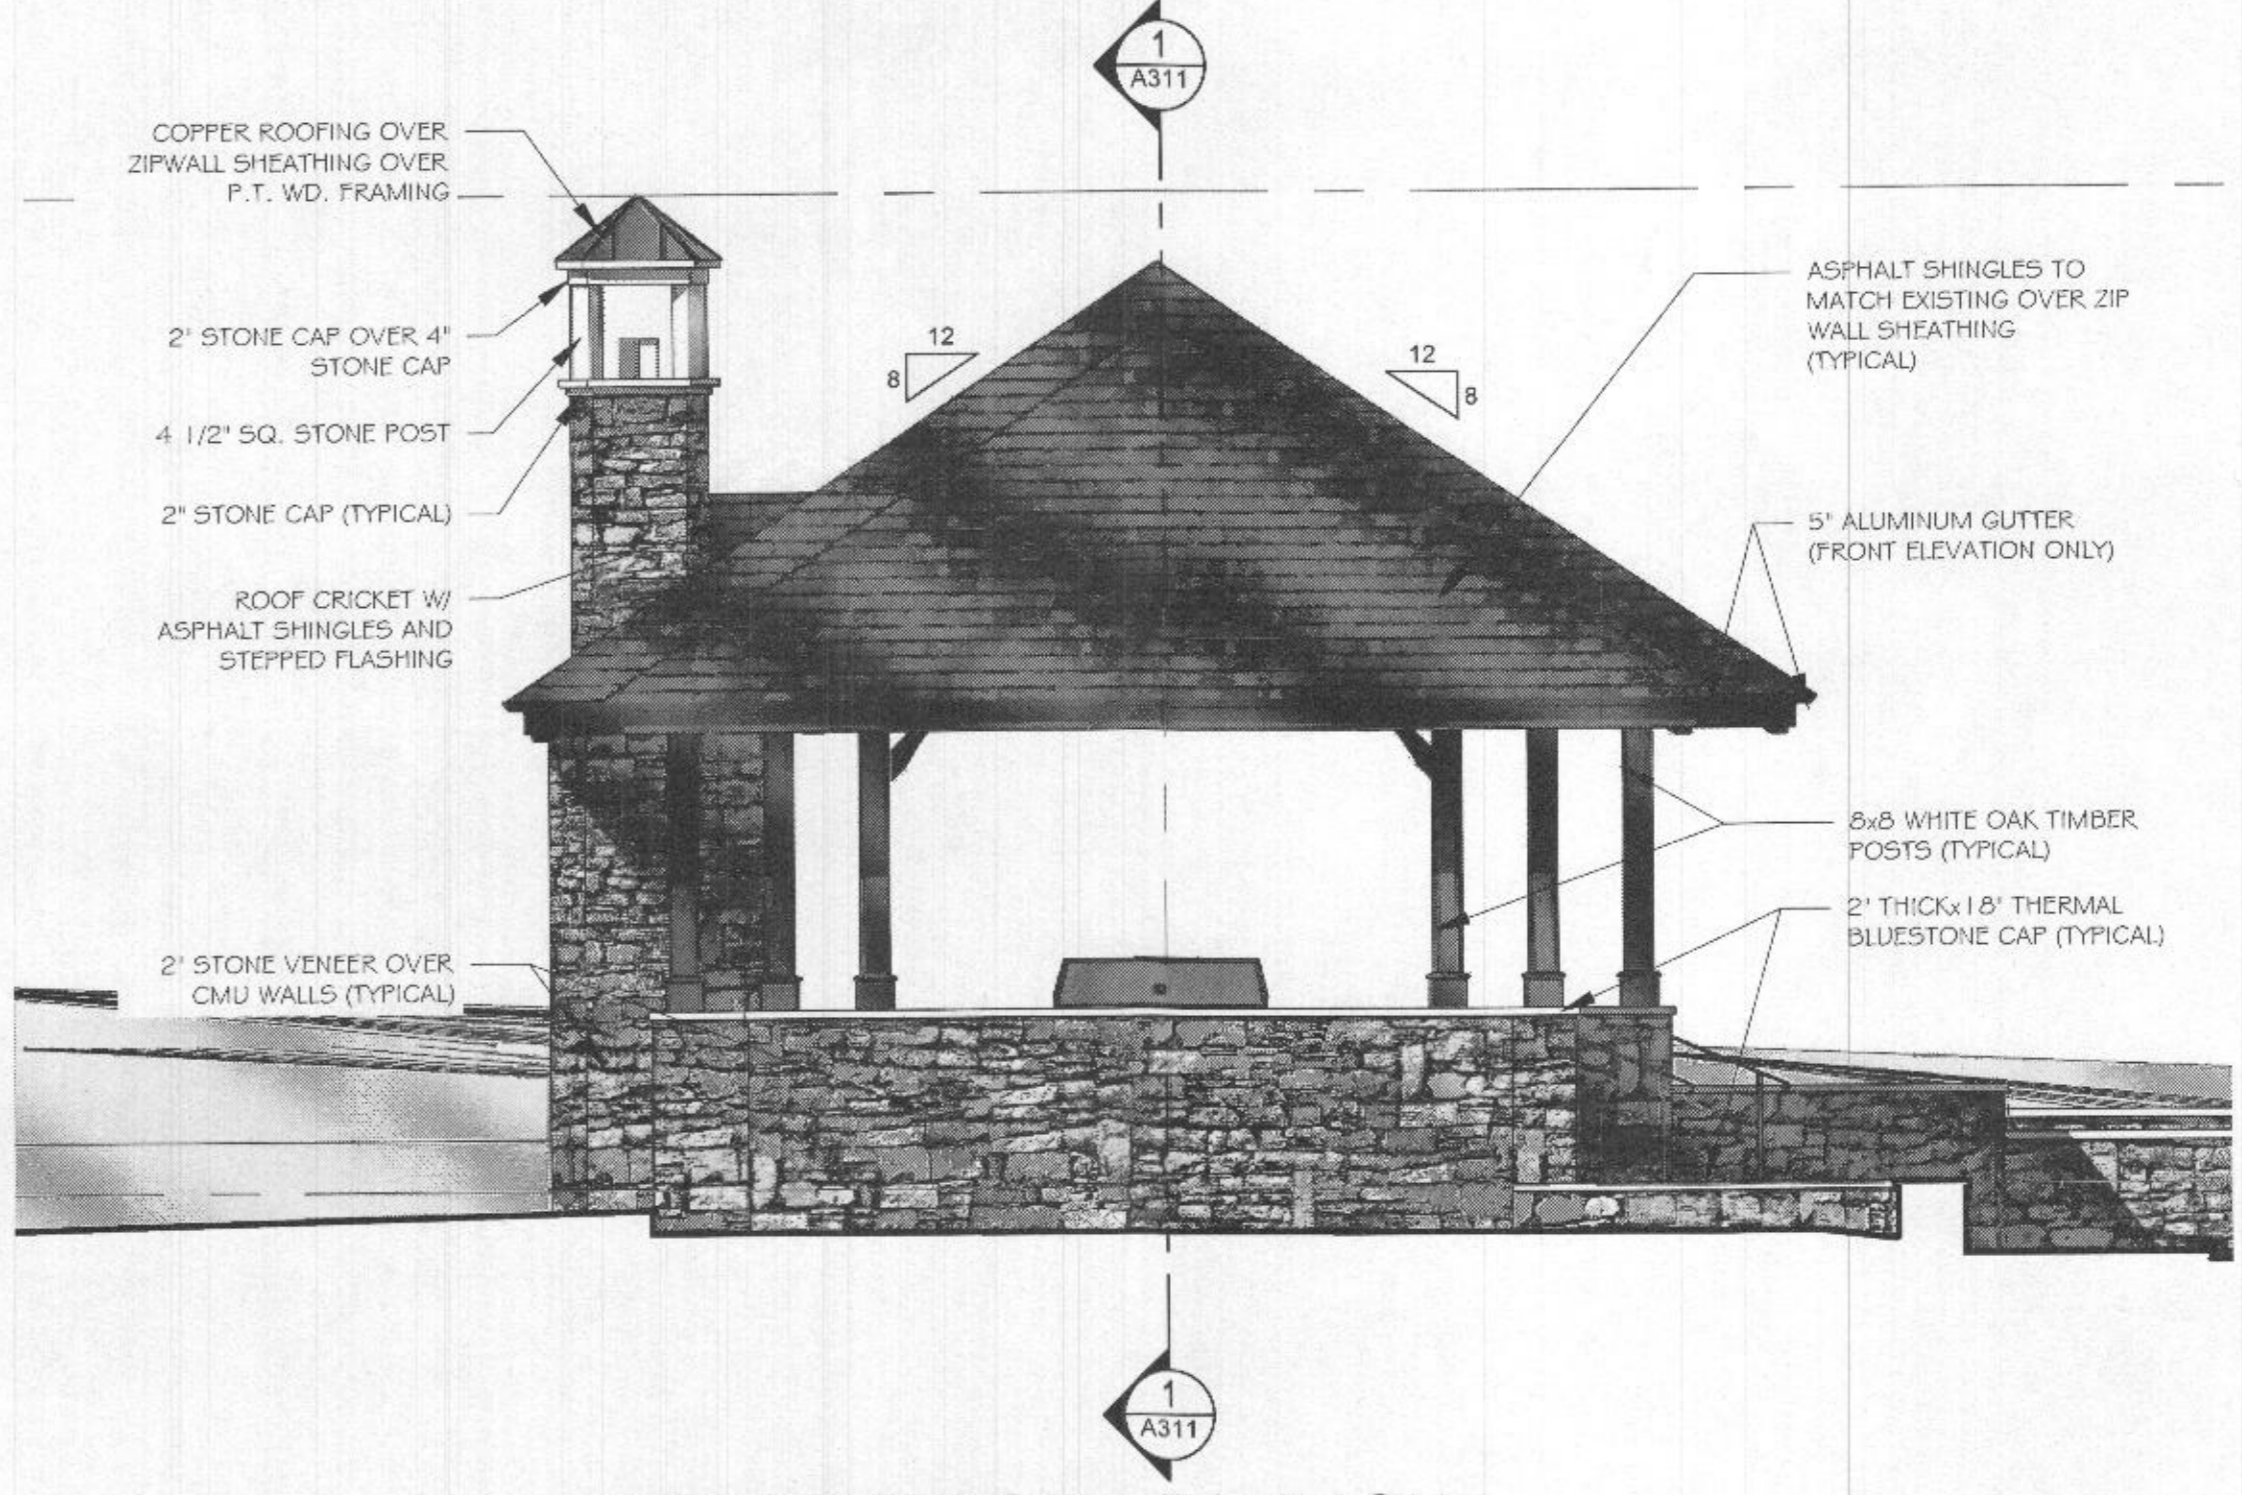 1
A311
COPPER ROOFING OVER
ZIPWALL SHEATHING OVER
P.T. WD. FRAMING
2" STONE CAP OVER 4"
STONE CAP
4 1/2" SQ. STONE POST
2" STONE CAP (TYPICAL)
ROOF CRICKET W/
ASPHALT SHINGLES AND
STEPPED FLASHING
2" STONE VENEER OVER
CMU WALLS (TYPICAL)
12
8
12
8
ASPHALT SHINGLES TO
MATCH EXISTING OVER ZIP
WALL SHEATHING
(TYPICAL)
5" ALUMINUM GUTTER
(FRONT ELEVATION ONLY)
8x8 WHITE OAK TIMBER
POSTS (TYPICAL)
2" THICKx18" THERMAL
BLUESTONE CAP (TYPICAL)
1
A311